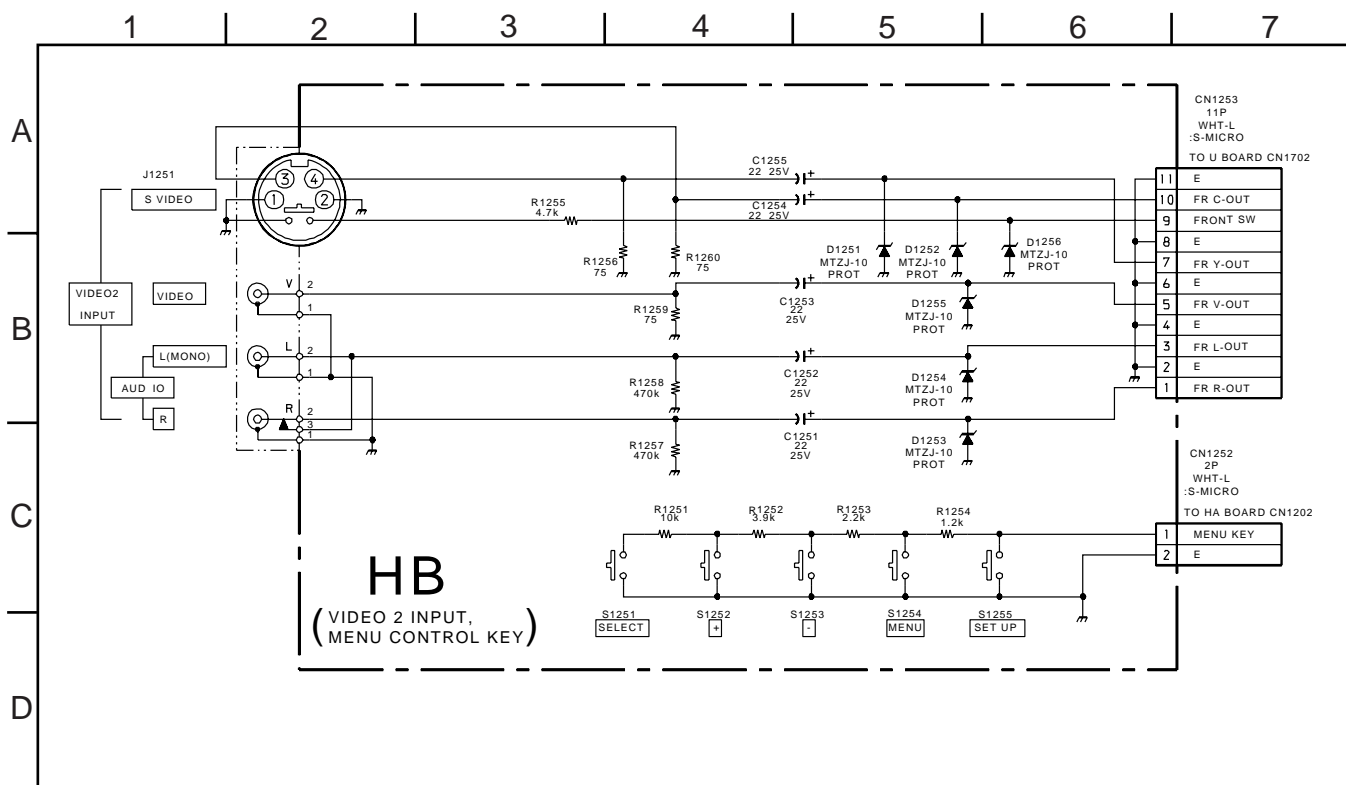 1 2 3 4 5 6 7
A
B
C
D
CN1253
11P
WHT-L
:S-MICRO
TO U BOARD CN1702
11 E
10 FR C-OUT
9 FRONT SW
8 E
7 FR Y-OUT
6 E
5 FR V-OUT
4 E
3 FR L-OUT
2 E
1 FR R-OUT
J1251
S VIDEO
3 4
1 2
VIDEO2
INPUT
VIDEO
L(MONO)
AUD IO
R
V 2
1
L 2
1
R 2
3
1
C1255
22 25V
C1254
22 25V
R1255
4.7k
R1256
75
R1260
75
D1251
MTZJ-10
PROT
D1252
MTZJ-10
PROT
D1256
MTZJ-10
PROT
R1259
75
C1253
22
25V
D1255
MTZJ-10
PROT
R1258
470k
C1252
22
25V
D1254
MTZJ-10
PROT
R1257
470k
C1251
22
25V
D1253
MTZJ-10
PROT
CN1252
2P
WHT-L
:S-MICRO
TO HA BOARD CN1202
1 MENU KEY
2 E
R1251
10k
R1252
3.9k
R1253
2.2k
R1254
1.2k
S1251
SELECT
S1252
+
S1253
-
S1254
MENU
S1255
SET UP
HB
(VIDEO 2 INPUT,
MENU CONTROL KEY)